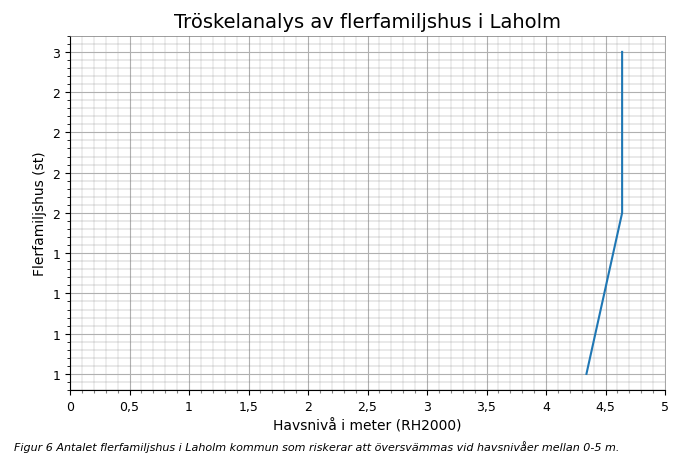 Tröskelanalys av flerfamiljshus i Laholm
Flerfamiljshus (st)
3
2
2
2
2
1
1
1
1
0 0,5 1 1,5 2 2,5 3 3,5 4 4,5 5
Havsnivå i meter (RH2000)
Figur 6 Antalet flerfamiljshus i Laholm kommun som riskerar att översvämmas vid havsnivåer mellan 0-5 m.